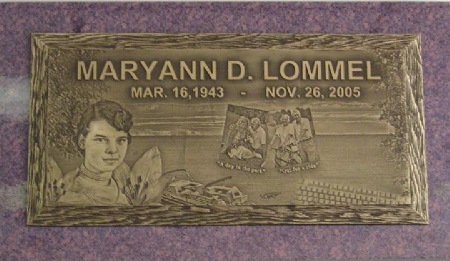 MARYANN D. LOMMEL
MAR. 16,1943 - NOV. 26, 2005